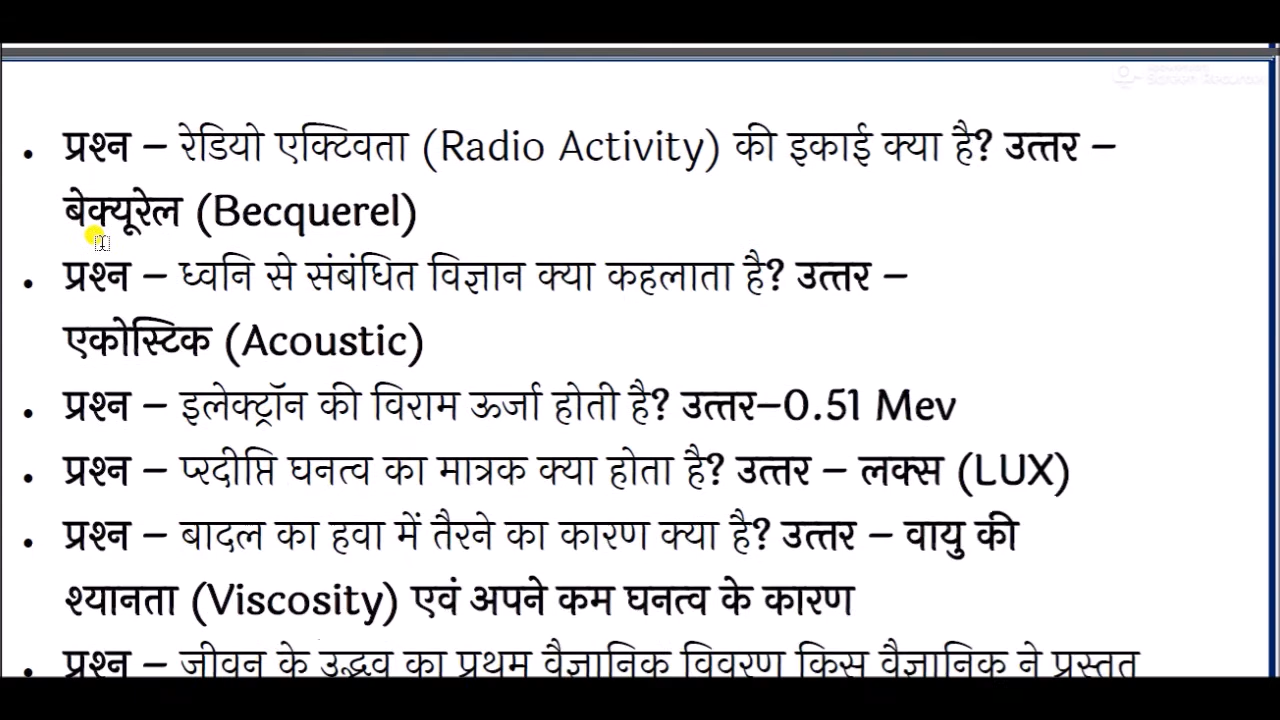 • प्रश्न – रेडियो एक्टिवता (Radio Activity) की इकाई क्या है? उत्तर –
बेक्यूरेल (Becquerel)
• प्रश्न – ध्वनि से संबंधित विज्ञान क्या कहलाता है? उत्तर –
एकोस्टिक (Acoustic)
• प्रश्न – इलेक्ट्रॉन की विराम ऊर्जा होती है? उत्तर–0.51 Mev
• प्रश्न – प्रदीप्ति घनत्व का मात्रक क्या होता है? उत्तर – लक्स (LUX)
• प्रश्न – बादल का हवा में तैरने का कारण क्या है? उत्तर – वायु की
श्यानता (Viscosity) एवं अपने कम घनत्व के कारण
• प्रश्न – जीवन के उद्भव का प्रथम वैज्ञानिक विवरण किस वैज्ञानिक ने प्रस्तुत